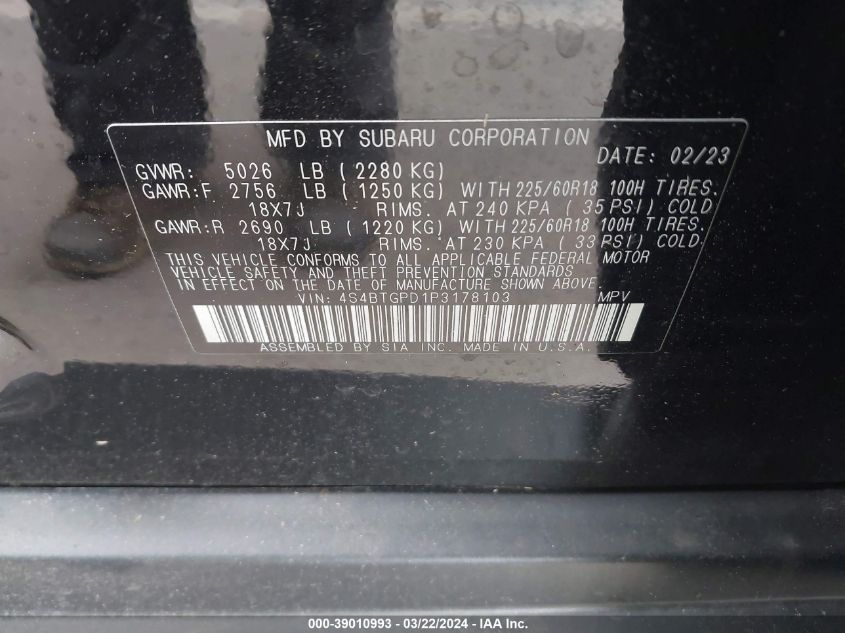 MFD BY SUBARU CORPORATION
DATE: 02/23
GVWR: 5026 LB ( 2280 KG)
GAWR:F 2756 LB ( 1250 KG) WITH 225/60R18 100H TIRES.
18X7J RIMS. AT 240 KPA ( 35 PSI) COLD
GAWR:R 2690 LB ( 1220 KG) WITH 225/60R18 100H TIRES.
18X7J RIMS. AT 230 KPA ( 33 PSI) COLD.
THIS VEHICLE CONFORMS TO ALL APPLICABLE FEDERAL MOTOR
VEHICLE SAFETY AND THEFT PREVENTION STANDARDS
IN EFFECT ON THE DATE OF MANUFACTURE SHOWN ABOVE.
VIN: 4S4BTGPD1P3178103 MPV
ASSEMBLED BY SIA INC. MADE IN U.S.A.
000-39010993 - 03/22/2024 - IAA Inc.